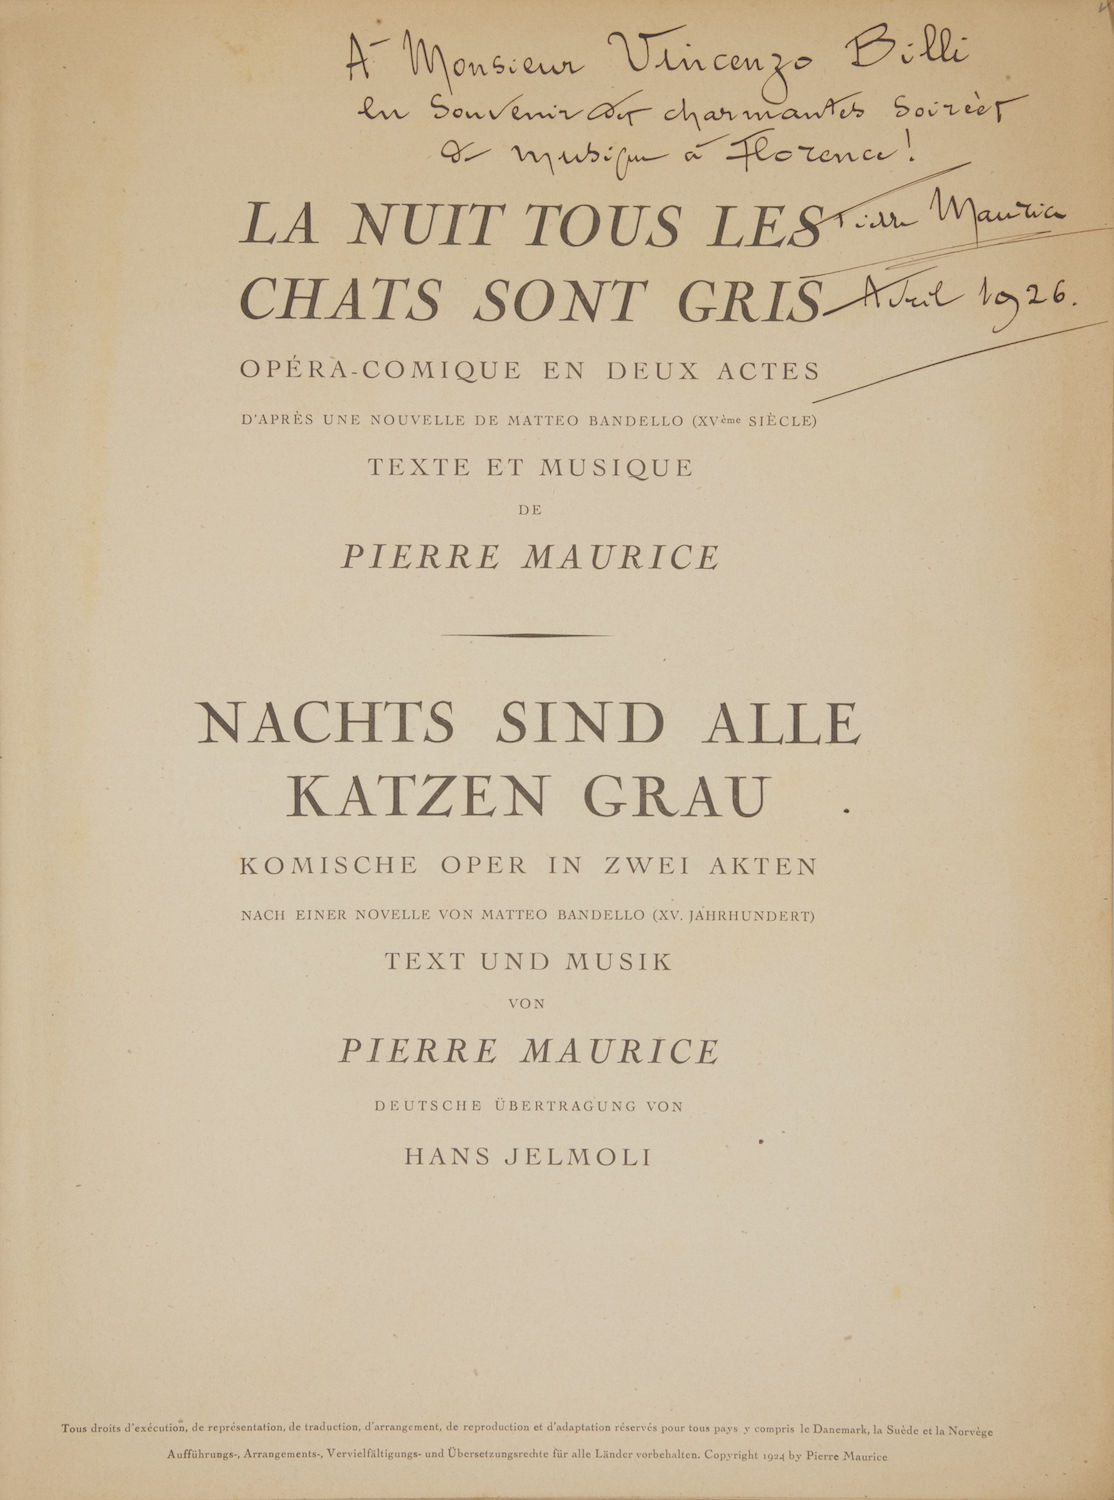 A Monsieur Vincenzo Billi
en Souvenir des charmantes Soirées
de musique à Florence!
Pierre Maurice
Avril 1926.
LA NUIT TOUS LES
CHATS SONT GRIS
OPÉRA-COMIQUE EN DEUX ACTES
D'APRÈS UNE NOUVELLE DE MATTEO BANDELLO (XVème SIÈCLE)
TEXTE ET MUSIQUE
DE
PIERRE MAURICE
NACHTS SIND ALLE
KATZEN GRAU
KOMISCHE OPER IN ZWEI AKTEN
NACH EINER NOVELLE VON MATTEO BANDELLO (XV. JAHRHUNDERT)
TEXT UND MUSIK
VON
PIERRE MAURICE
DEUTSCHE ÜBERTRAGUNG VON
HANS JELMOLI
Tous droits d'exécution, de représentation, de traduction, d'arrangement, de reproduction et d'adaptation réservés pour tous pays y compris le Danemark, la Suède et la Norvège
Aufführungs-, Arrangements-, Vervielfältigungs- und Übersetzungsrechte für alle Länder vorbehalten. Copyright 1924 by Pierre Maurice